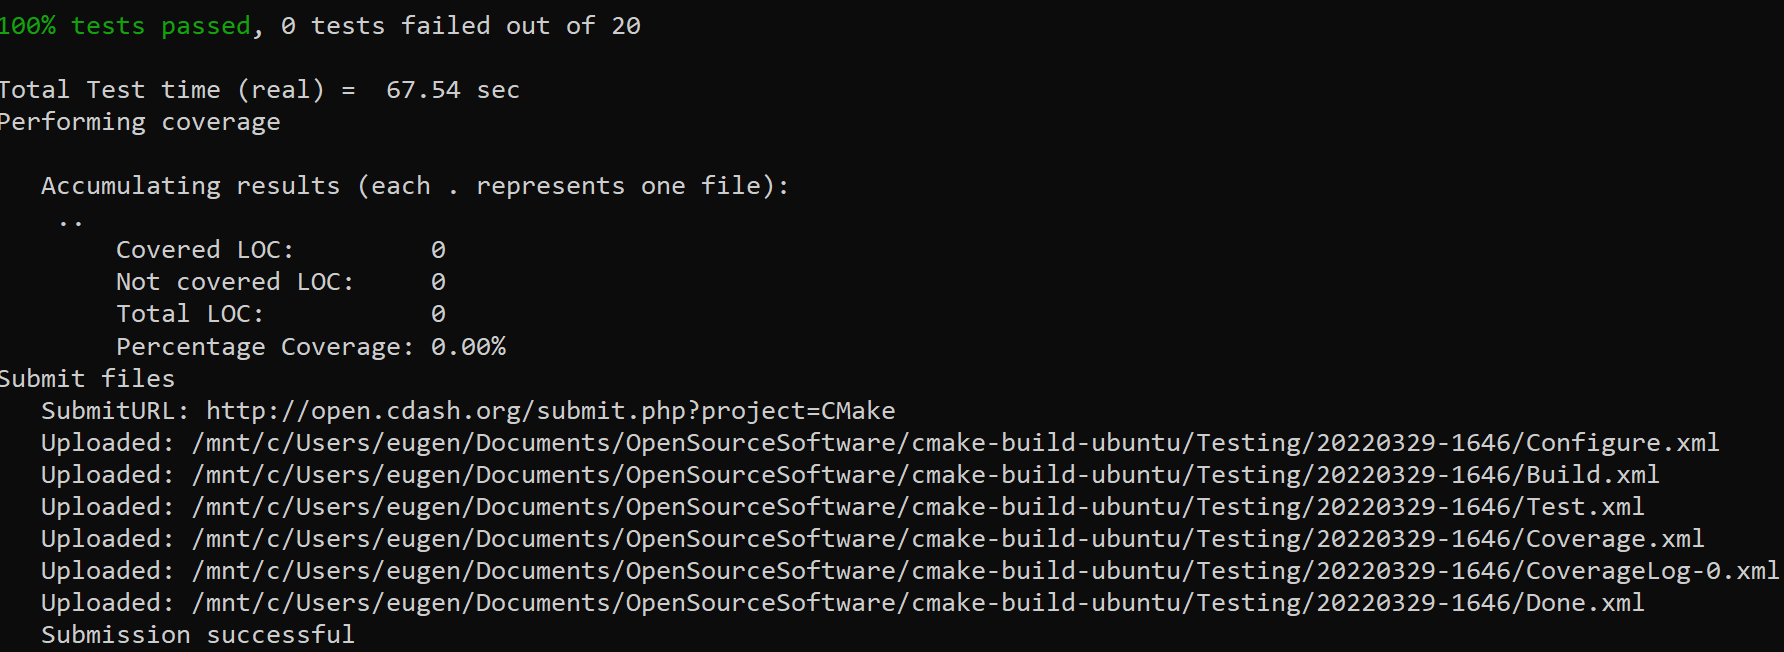 100% tests passed, 0 tests failed out of 20
Total Test time (real) =  67.54 sec
Performing coverage
Accumulating results (each . represents one file):
..
Covered LOC:         0
Not covered LOC:     0
Total LOC:           0
Percentage Coverage: 0.00%
Submit files
SubmitURL: http://open.cdash.org/submit.php?project=CMake
Uploaded: /mnt/c/Users/eugen/Documents/OpenSourceSoftware/cmake-build-ubuntu/Testing/20220329-1646/Configure.xml
Uploaded: /mnt/c/Users/eugen/Documents/OpenSourceSoftware/cmake-build-ubuntu/Testing/20220329-1646/Build.xml
Uploaded: /mnt/c/Users/eugen/Documents/OpenSourceSoftware/cmake-build-ubuntu/Testing/20220329-1646/Test.xml
Uploaded: /mnt/c/Users/eugen/Documents/OpenSourceSoftware/cmake-build-ubuntu/Testing/20220329-1646/Coverage.xml
Uploaded: /mnt/c/Users/eugen/Documents/OpenSourceSoftware/cmake-build-ubuntu/Testing/20220329-1646/CoverageLog-0.xml
Uploaded: /mnt/c/Users/eugen/Documents/OpenSourceSoftware/cmake-build-ubuntu/Testing/20220329-1646/Done.xml
Submission successful